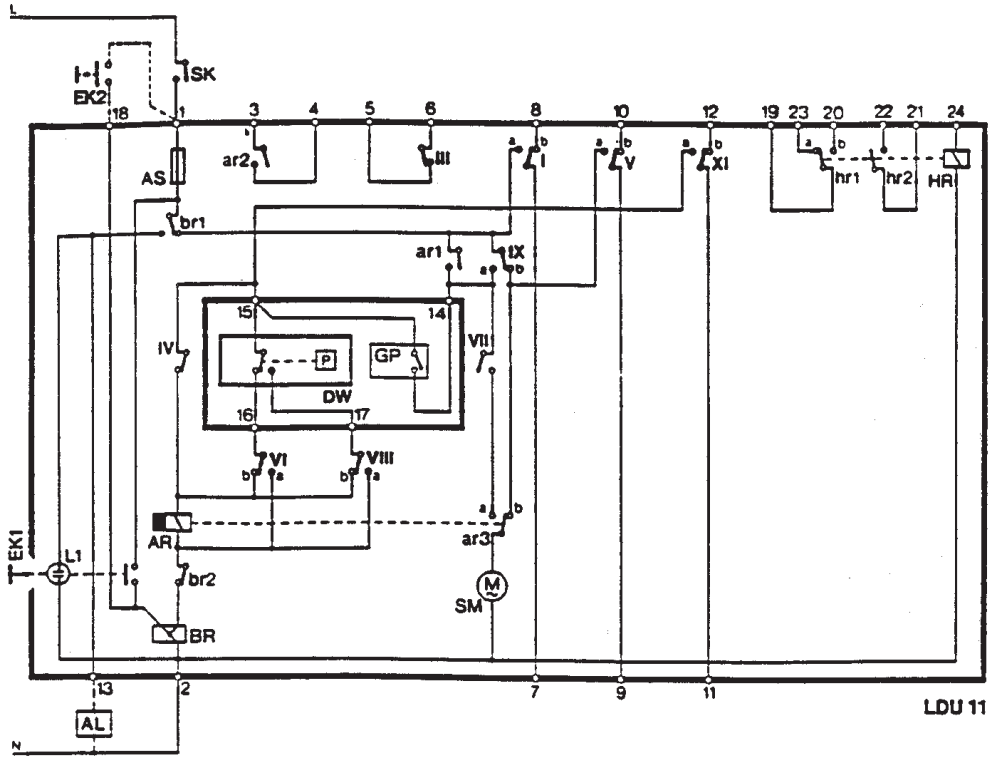 L
SK
EK2
18 1 3 4 5 6 8 10 12 19 23 20 22 21 24
b a b a b a b a b
AS ar2 III I V XI hr1 hr2 HR
br1
ar1 IX
a b
15 14
IV P GP VII
DW
16 17
VI VIII
b a b a
a b
AR ar3
EK1 L1 br2
M
~
SM
BR
13 2 7 9 11
AL
LDU 11
N